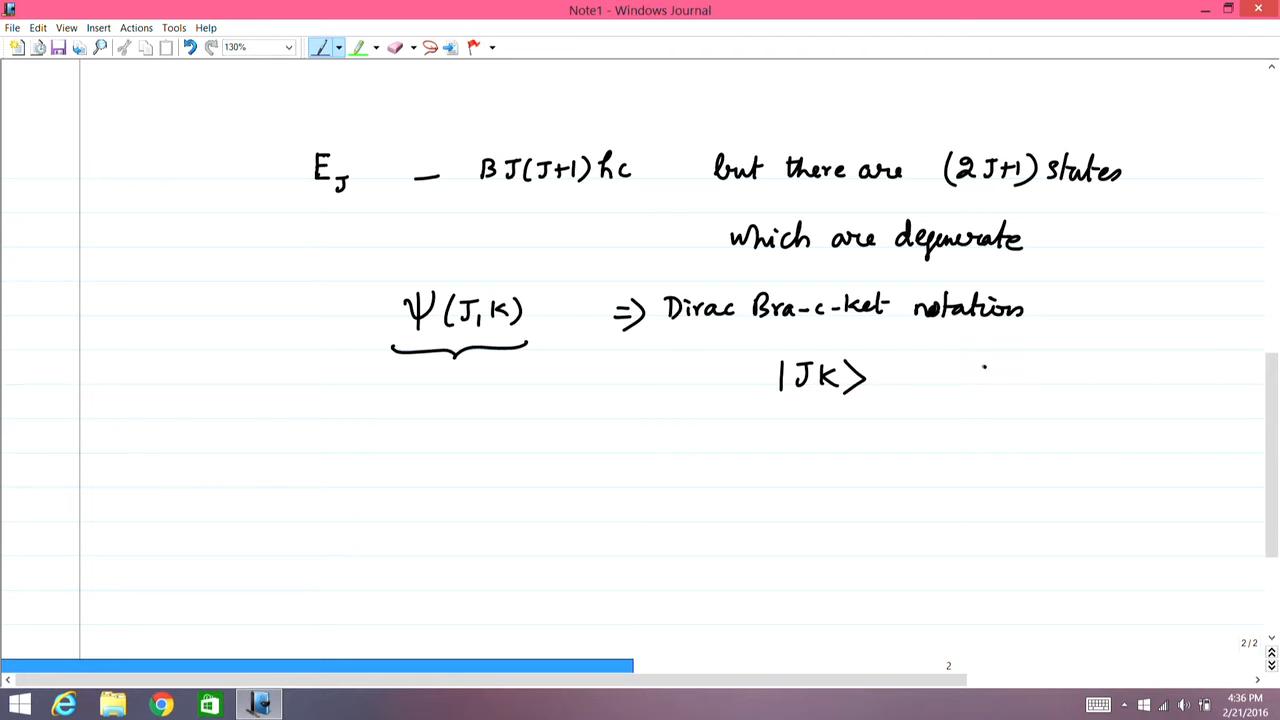 Note1 - Windows Journal
File Edit View Insert Actions Tools Help
130%
E_J — BJ(J+1)hc but there are (2J+1) states
which are degenerate
Ψ(J,K) ⇒ Dirac Bra-c-ket notation
|JK>
2/2
2
4:36 PM
2/21/2016